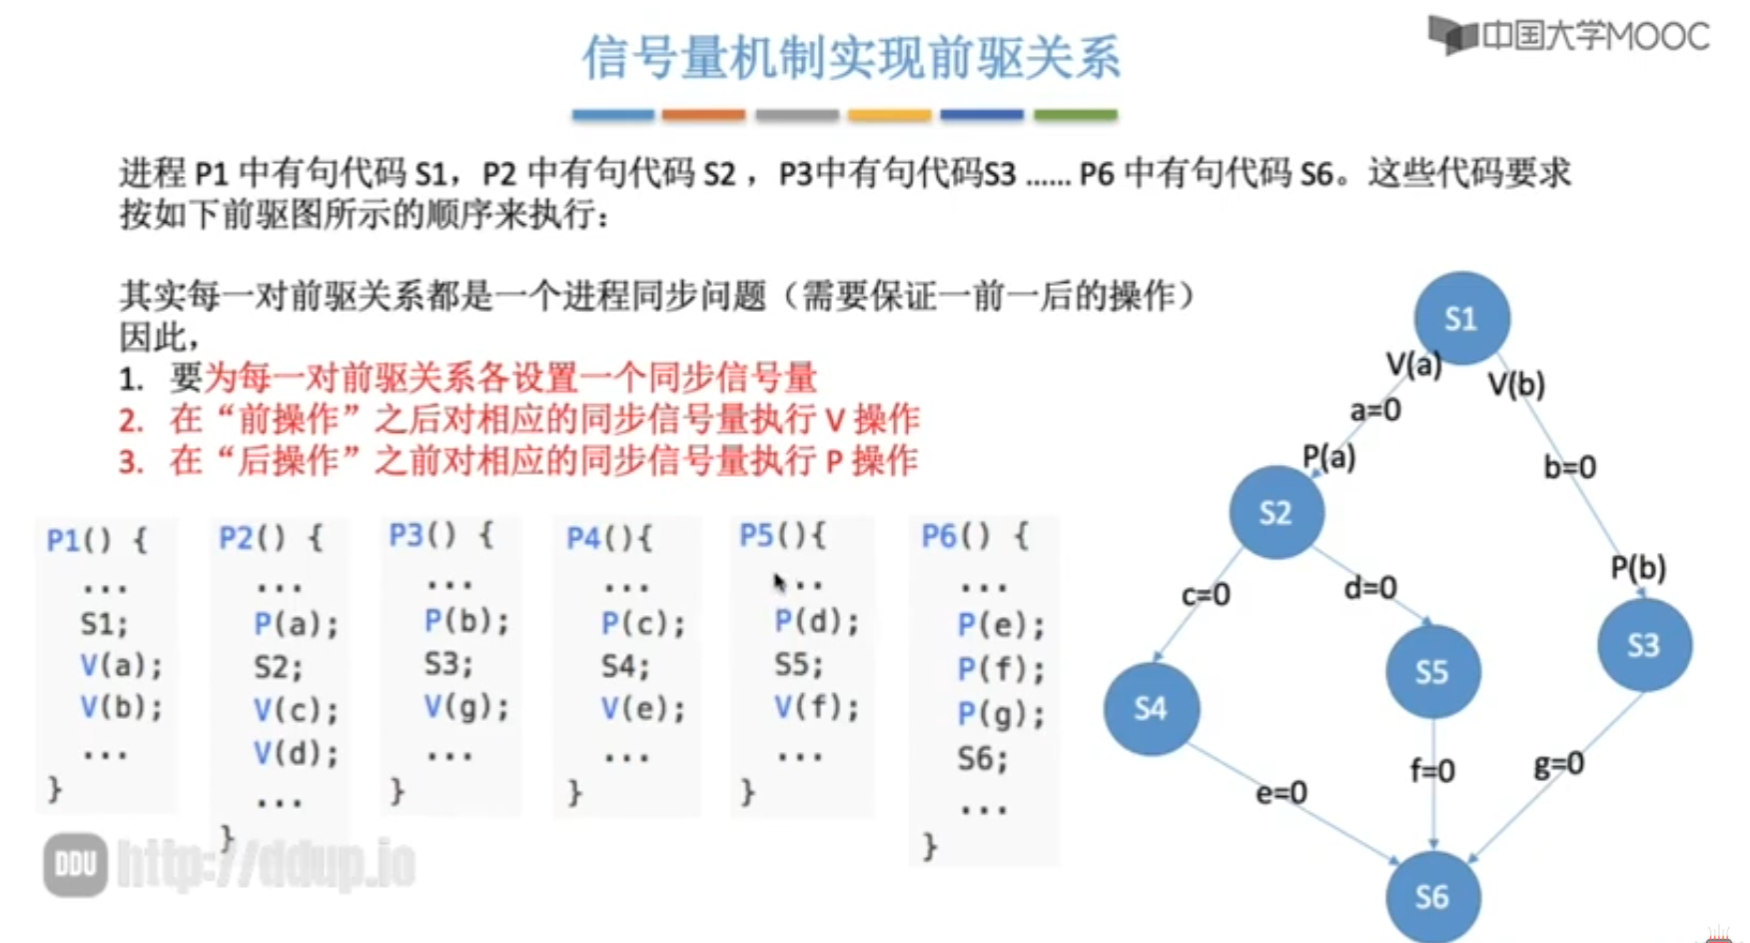 信号量机制实现前驱关系
中国大学MOOC
进程 P1 中有句代码 S1，P2 中有句代码 S2 ，P3中有句代码S3 …… P6 中有句代码 S6。这些代码要求
按如下前驱图所示的顺序来执行：
其实每一对前驱关系都是一个进程同步问题（需要保证一前一后的操作）
因此，
1. 要为每一对前驱关系各设置一个同步信号量
2. 在“前操作”之后对相应的同步信号量执行 V 操作
3. 在“后操作”之前对相应的同步信号量执行 P 操作
P1() {
...
S1;
V(a);
V(b);
...
}
P2() {
...
P(a);
S2;
V(c);
V(d);
...
}
P3() {
...
P(b);
S3;
V(g);
...
}
P4(){
...
P(c);
S4;
V(e);
...
}
P5(){
...
P(d);
S5;
V(f);
...
}
P6() {
...
P(e);
P(f);
P(g);
S6;
...
}
S1
V(a)
V(b)
a=0
P(a)
b=0
S2
P(b)
c=0
d=0
S3
S5
S4
f=0
g=0
e=0
S6
DDU http://ddup.io